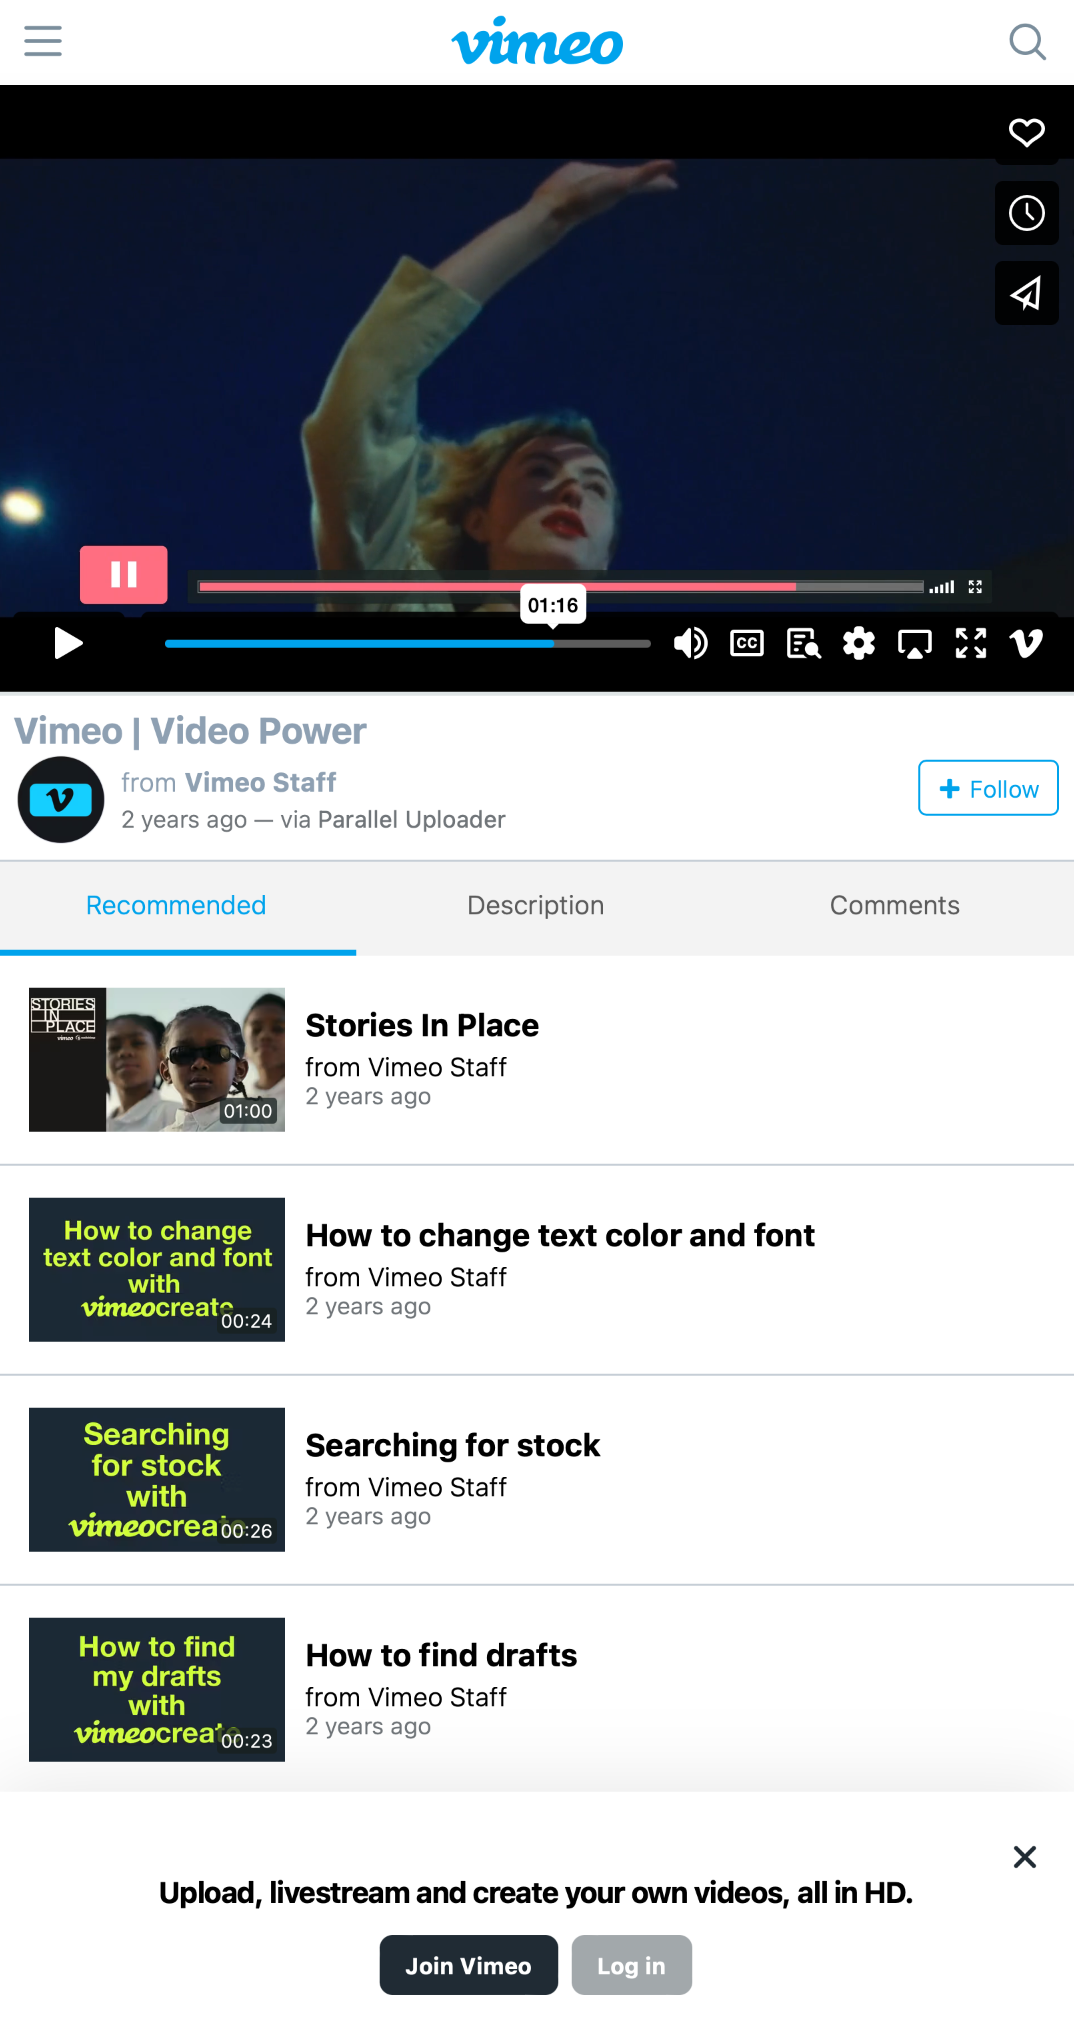 vimeo
01:16
CC
Vimeo | Video Power
from Vimeo Staff
2 years ago — via Parallel Uploader
Follow
Recommended
Description
Comments
STORIES
IN
PLACE
vimeo
01:00
Stories In Place
from Vimeo Staff
2 years ago
How to change
text color and font
with
vimeocreate
00:24
How to change text color and font
from Vimeo Staff
2 years ago
Searching
for stock
with
vimeocreate
00:26
Searching for stock
from Vimeo Staff
2 years ago
How to find
my drafts
with
vimeocreate
00:23
How to find drafts
from Vimeo Staff
2 years ago
Upload, livestream and create your own videos, all in HD.
Join Vimeo
Log in